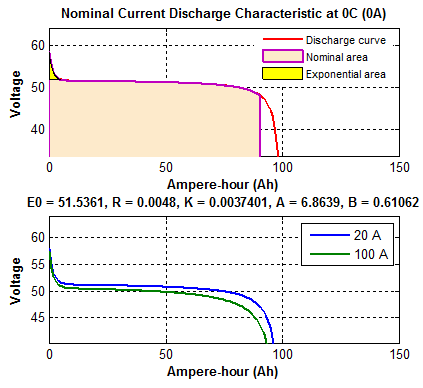 Nominal Current Discharge Characteristic at 0C (0A)
60
50
40
Voltage
Discharge curve
Nominal area
Exponential area
0
50
100
150
Ampere-hour (Ah)
E0 = 51.5361, R = 0.0048, K = 0.0037401, A = 6.8639, B = 0.61062
60
55
50
45
Voltage
20 A
100 A
0
50
100
150
Ampere-hour (Ah)